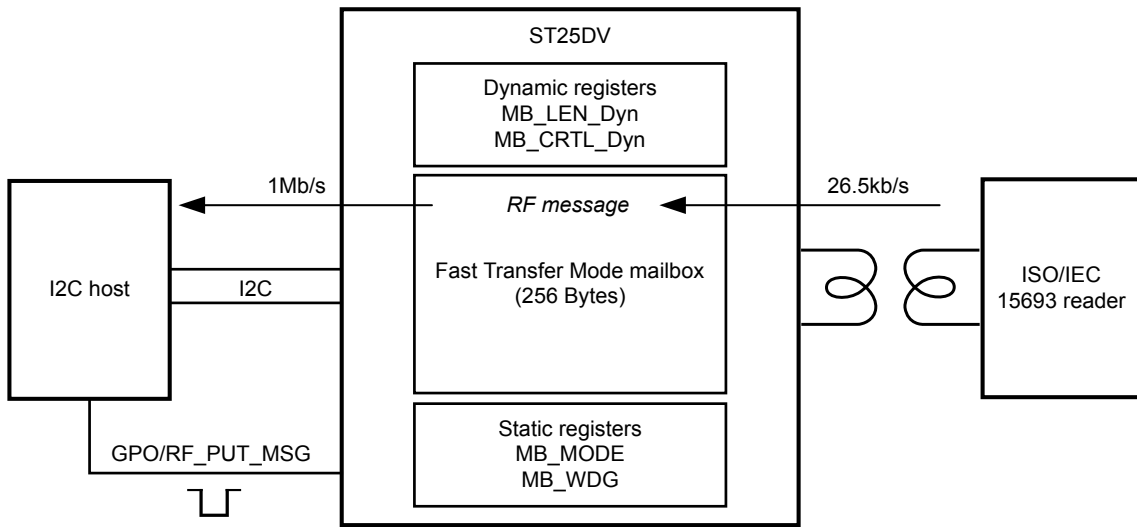 ST25DV
Dynamic registers
MB_LEN_Dyn
MB_CRTL_Dyn
1Mb/s
RF message
26.5kb/s
I2C host
I2C
Fast Transfer Mode mailbox
(256 Bytes)
ISO/IEC
15693 reader
GPO/RF_PUT_MSG
Static registers
MB_MODE
MB_WDG